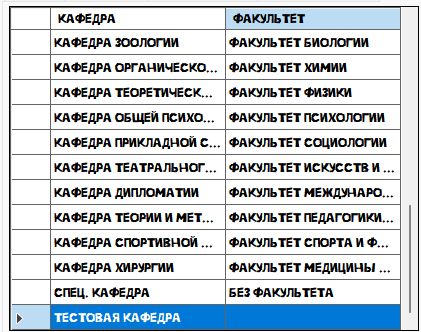 КАФЕДРА ФАКУЛЬТЕТ
КАФЕДРА ЗООЛОГИИ ФАКУЛЬТЕТ БИОЛОГИИ
КАФЕДРА ОРГАНИЧЕСКО... ФАКУЛЬТЕТ ХИМИИ
КАФЕДРА ТЕОРЕТИЧЕСК... ФАКУЛЬТЕТ ФИЗИКИ
КАФЕДРА ОБЩЕЙ ПСИХО... ФАКУЛЬТЕТ ПСИХОЛОГИИ
КАФЕДРА ПРИКЛАДНОЙ С... ФАКУЛЬТЕТ СОЦИОЛОГИИ
КАФЕДРА ТЕАТРАЛЬНОГ... ФАКУЛЬТЕТ ИСКУССТВ И ...
КАФЕДРА ДИПЛОМАТИИ ФАКУЛЬТЕТ МЕЖДУНАРО...
КАФЕДРА ТЕОРИИ И МЕТ... ФАКУЛЬТЕТ ПЕДАГОГИКИ...
КАФЕДРА СПОРТИВНОЙ ... ФАКУЛЬТЕТ СПОРТА И Ф...
КАФЕДРА ХИРУРГИИ ФАКУЛЬТЕТ МЕДИЦИНЫ ...
СПЕЦ. КАФЕДРА БЕЗ ФАКУЛЬТЕТА
ТЕСТОВАЯ КАФЕДРА